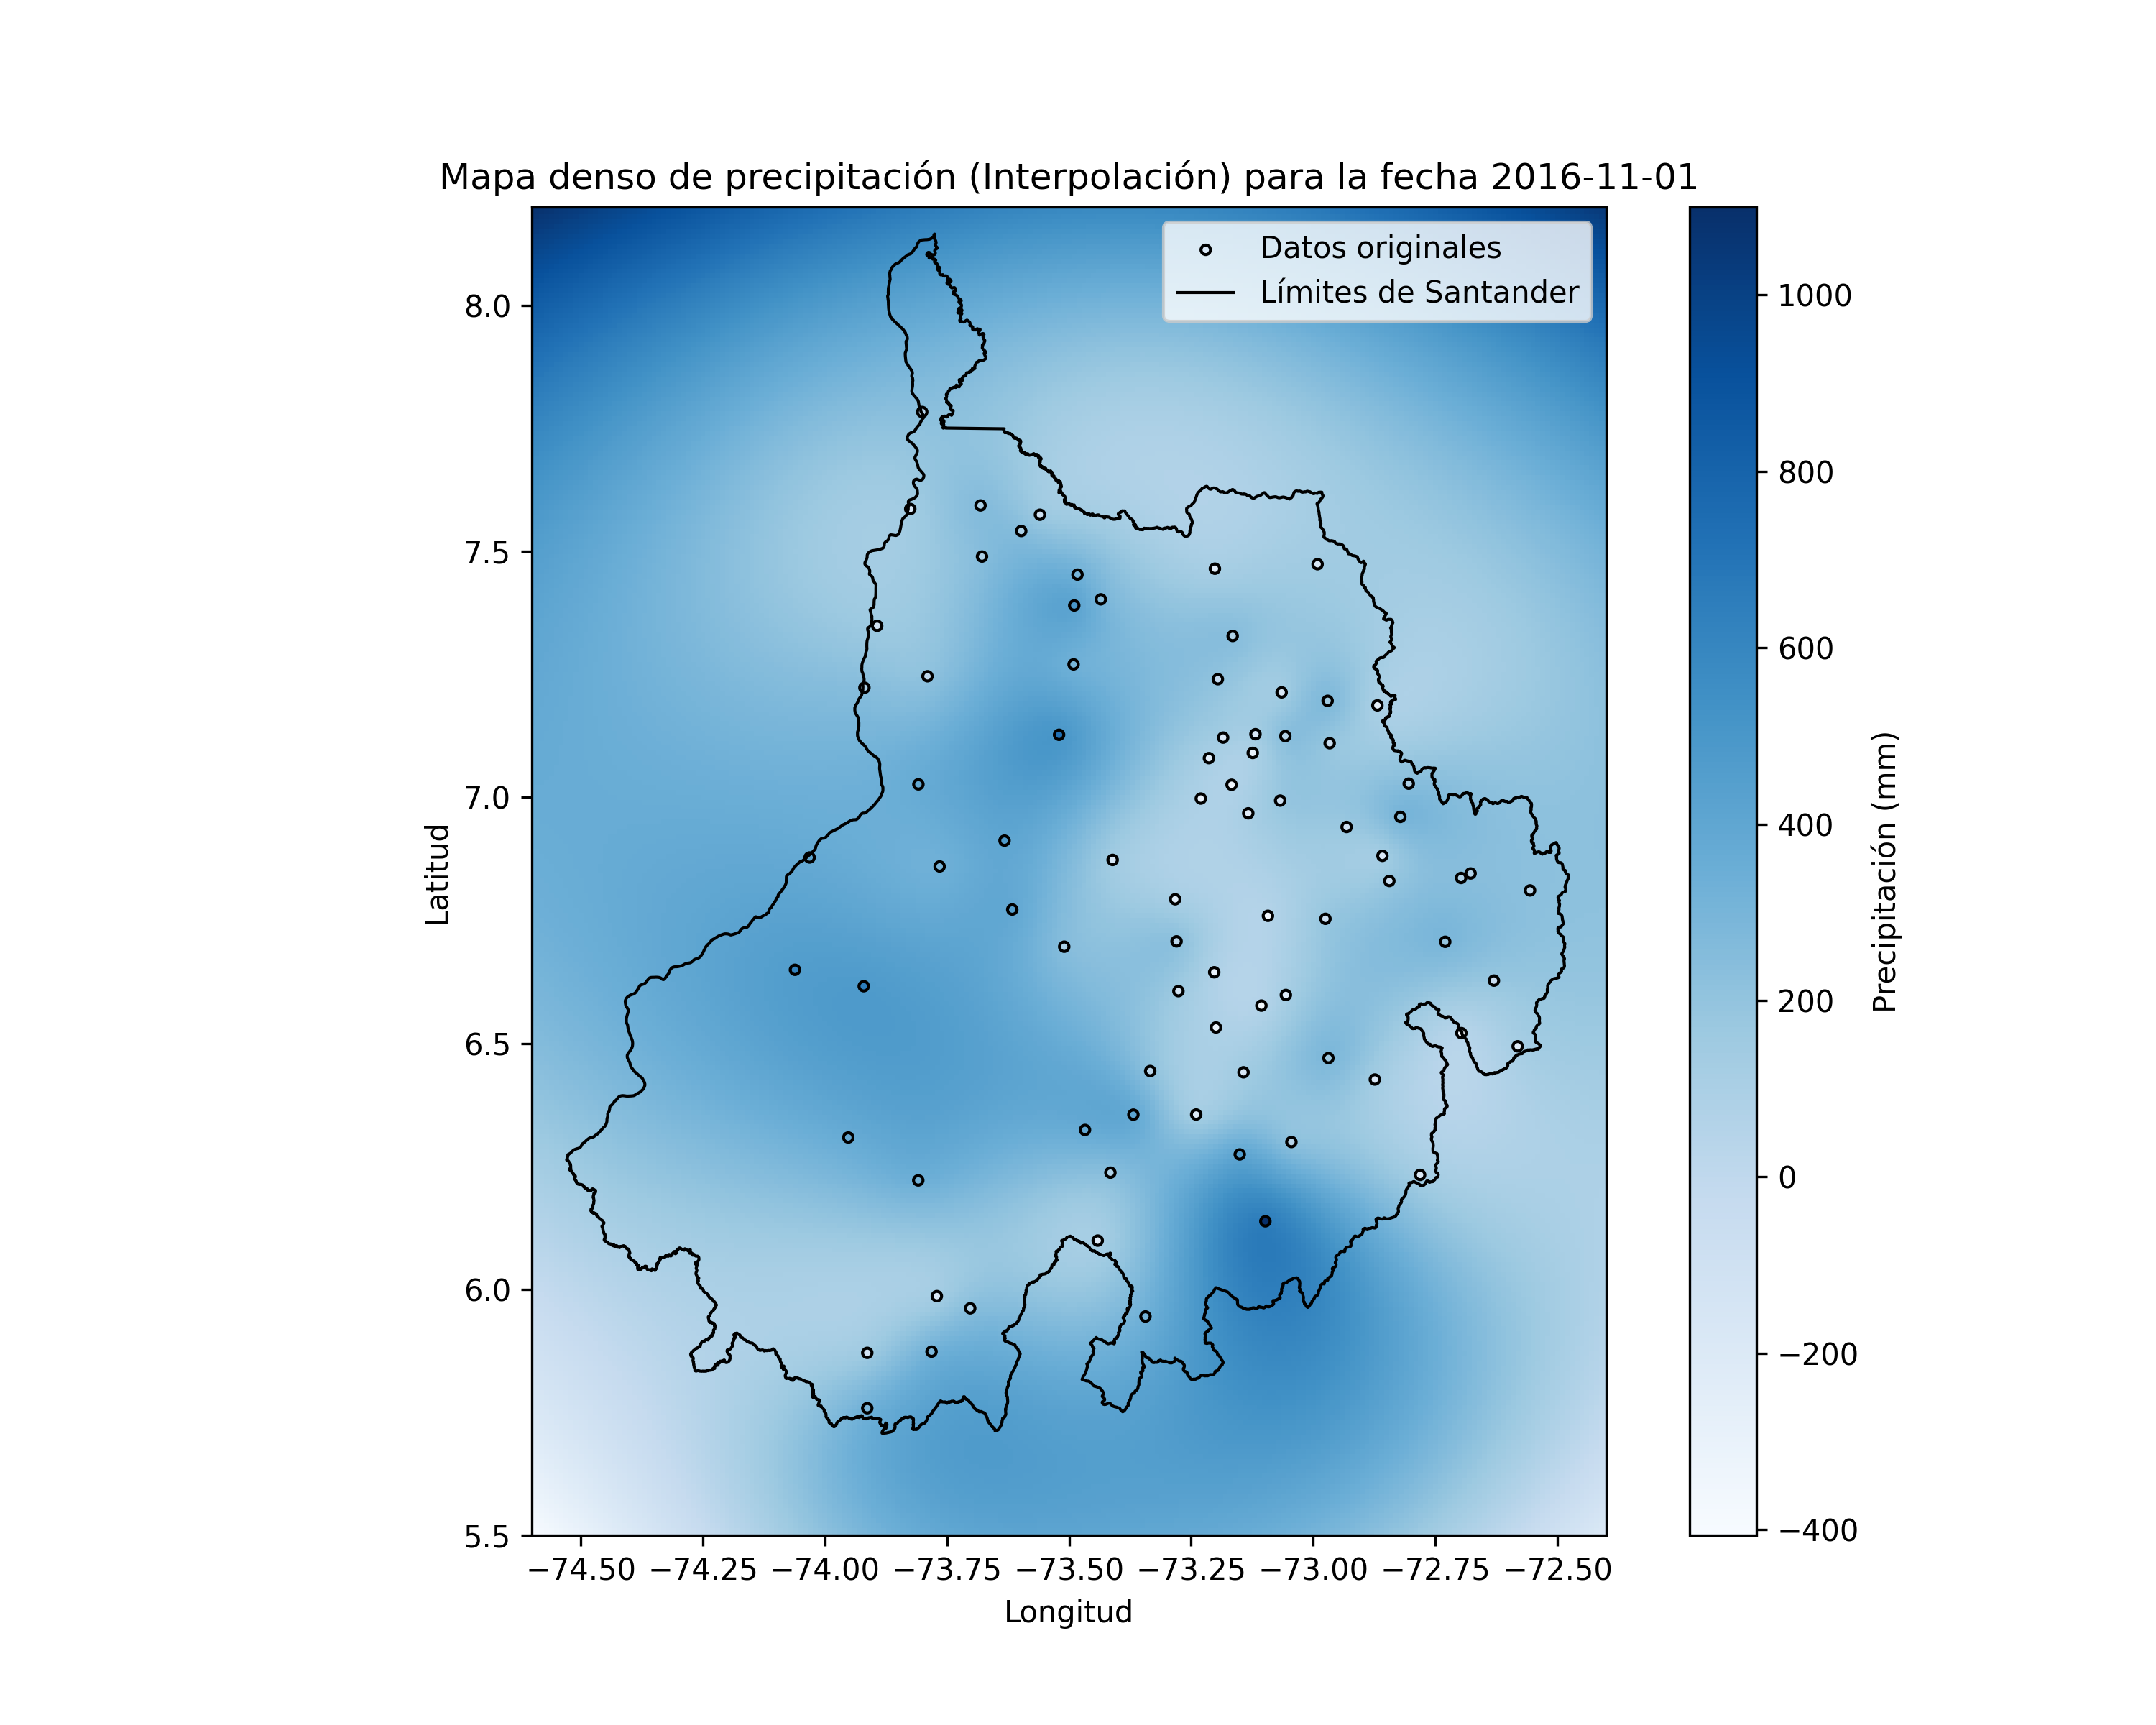 Mapa denso de precipitación (Interpolación) para la fecha 2016-11-01
Datos originales
Límites de Santander
8.0
7.5
7.0
6.5
6.0
5.5
Latitud
−74.50 −74.25 −74.00 −73.75 −73.50 −73.25 −73.00 −72.75 −72.50
Longitud
1000
800
600
400
200
0
−200
−400
Precipitación (mm)